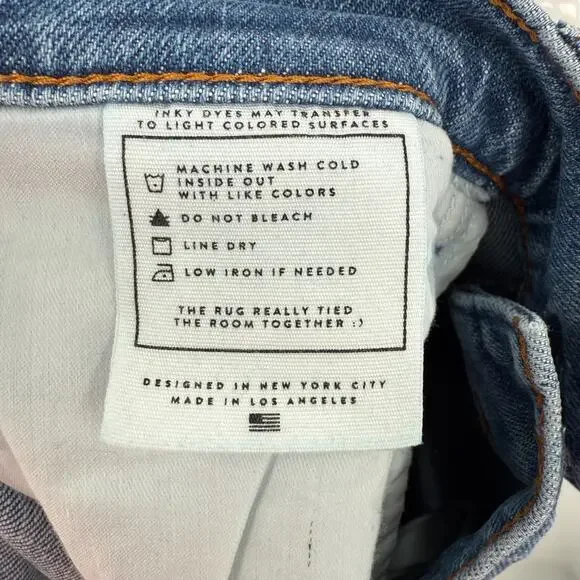 INKY DYES MAY TRANSFER
TO LIGHT COLORED SURFACES
MACHINE WASH COLD
INSIDE OUT
WITH LIKE COLORS
DO NOT BLEACH
LINE DRY
LOW IRON IF NEEDED
THE RUG REALLY TIED
THE ROOM TOGETHER :)
DESIGNED IN NEW YORK CITY
MADE IN LOS ANGELES